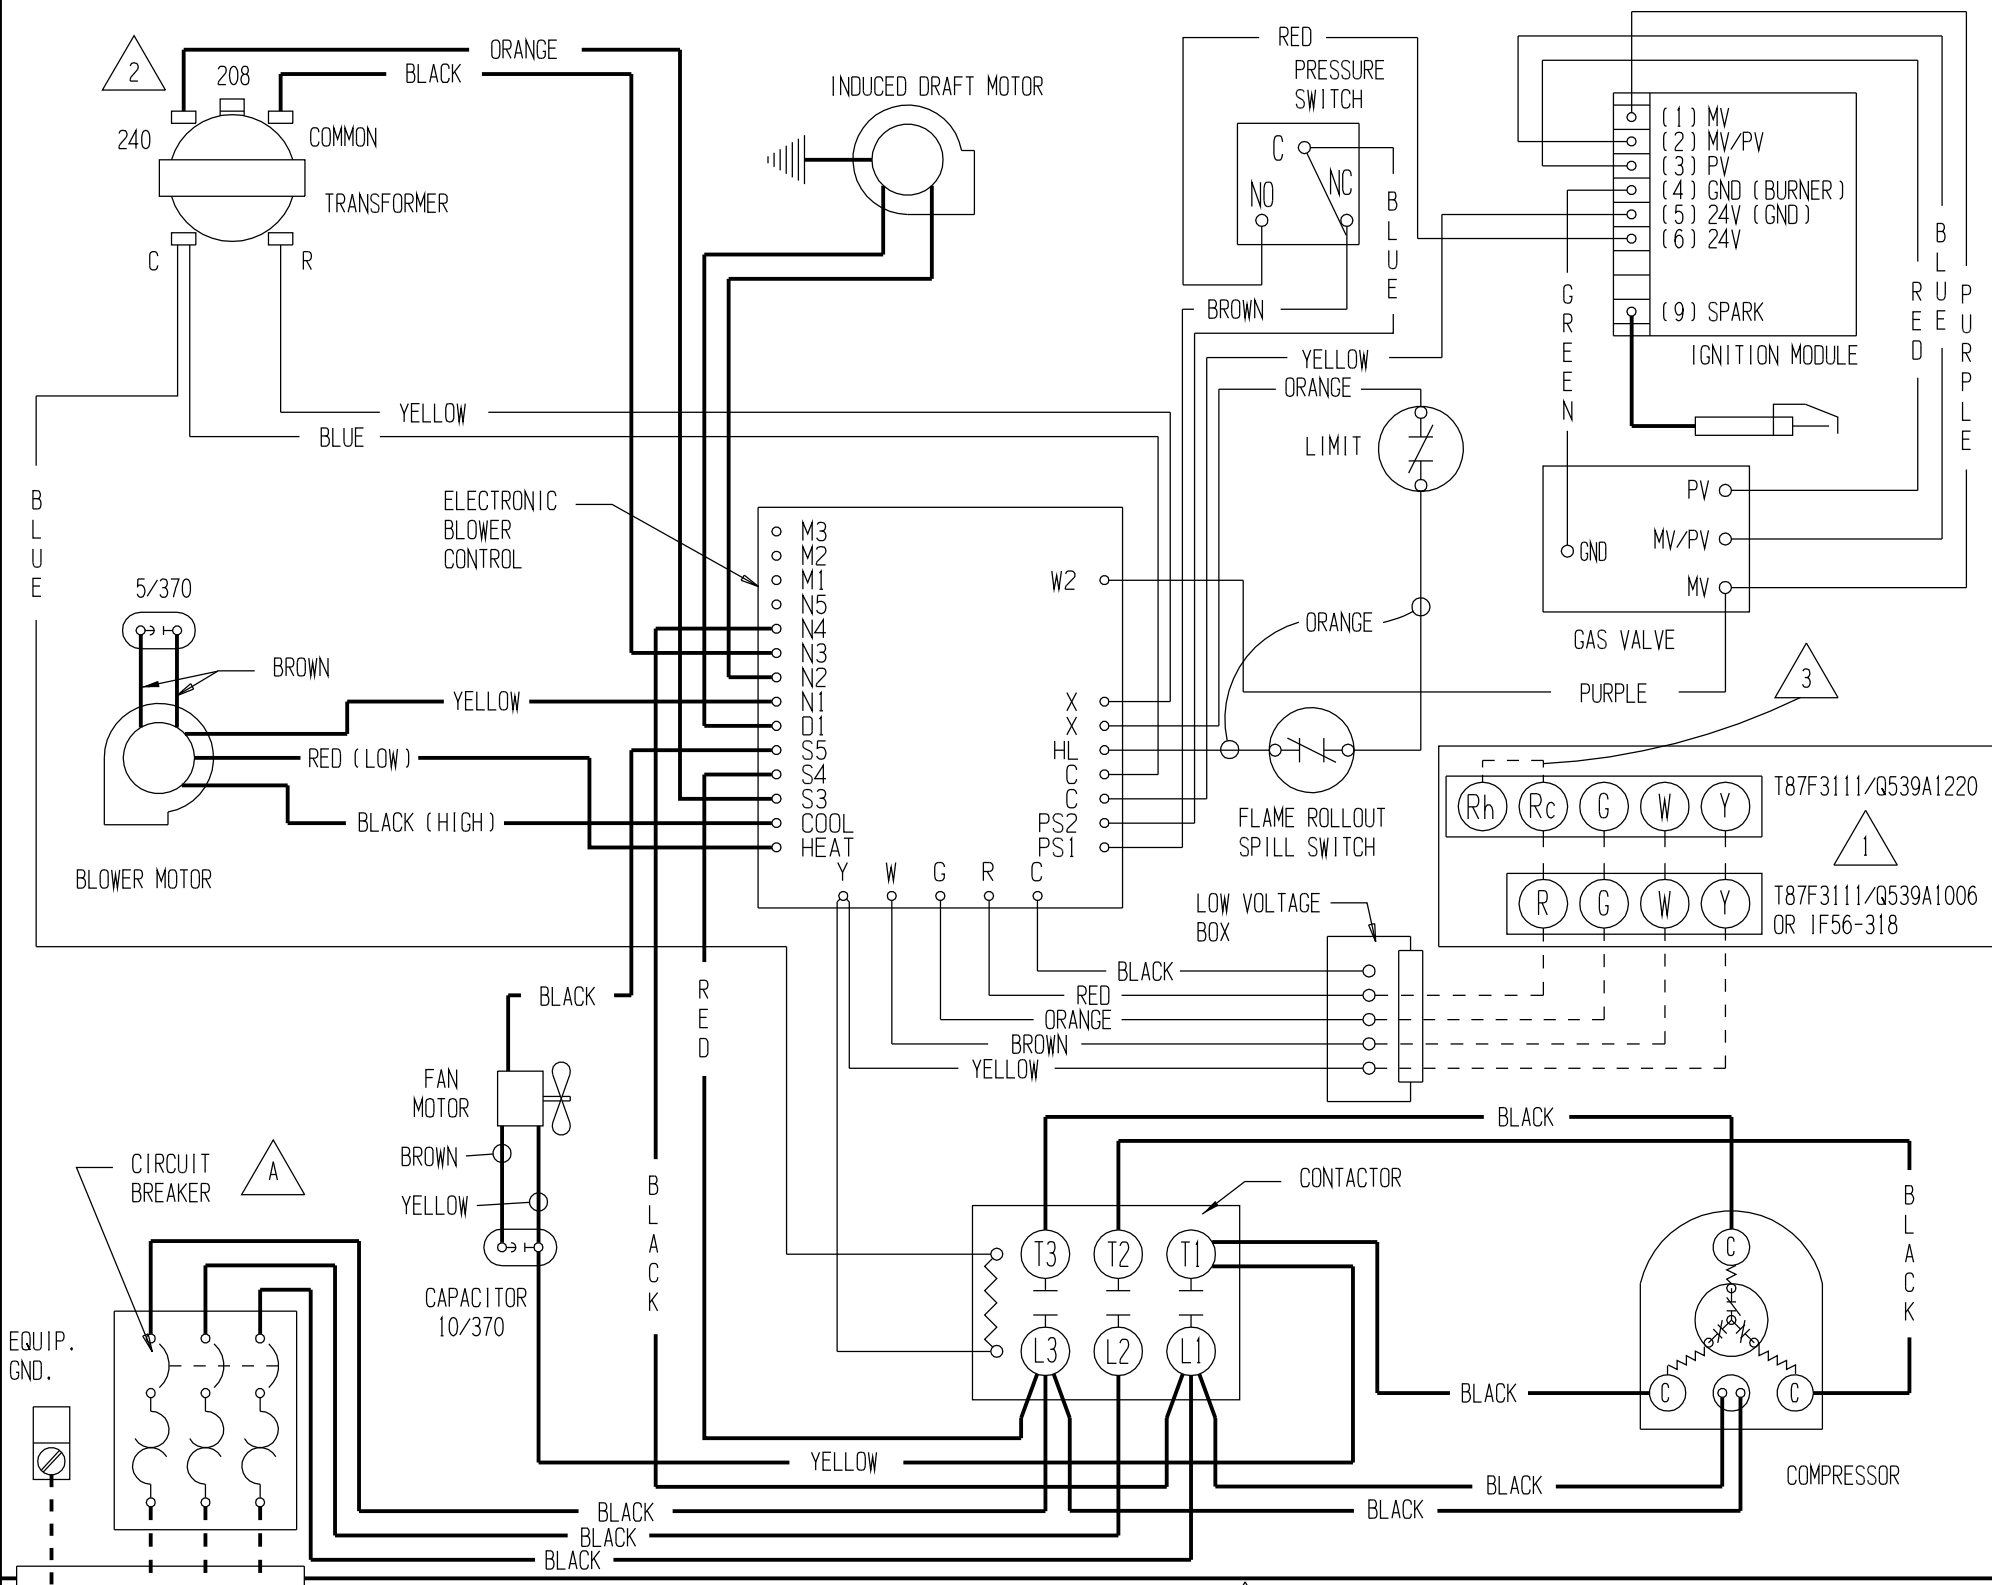 ORANGE
BLACK
2
208
240
COMMON
TRANSFORMER
C
R
INDUCED DRAFT MOTOR
RED
PRESSURE
SWITCH
C
NO
NC
BLUE
BROWN
YELLOW
ORANGE
LIMIT
(1) MV
(2) MV/PV
(3) PV
(4) GND (BURNER)
(5) 24V (GND)
(6) 24V
(9) SPARK
IGNITION MODULE
GREEN
RED
BLUE
PURPLE
YELLOW
BLUE
BLUE
ELECTRONIC
BLOWER
CONTROL
PV
MV/PV
GND
MV
GAS VALVE
M3
M2
M1
N5
N4
N3
N2
N1
D1
S5
S4
S3
COOL
HEAT
W2
X
X
HL
C
C
PS2
PS1
Y W G R C
ORANGE
PURPLE
3
5/370
BROWN
YELLOW
RED (LOW)
BLACK (HIGH)
BLOWER MOTOR
FLAME ROLLOUT
SPILL SWITCH
Rh Rc G W Y
T87F3111/Q539A1220
1
R G W Y
T87F3111/Q539A1006
OR IF56-318
LOW VOLTAGE
BOX
BLACK
RED
ORANGE
BROWN
YELLOW
BLACK
RED
FAN
MOTOR
BROWN
YELLOW
CAPACITOR
10/370
BLACK
CIRCUIT
BREAKER
A
EQUIP.
GND.
BLACK
CONTACTOR
T3 T2 T1
L3 L2 L1
BLACK
C
C
C
BLACK
COMPRESSOR
YELLOW
BLACK
BLACK
BLACK
BLACK
BLACK